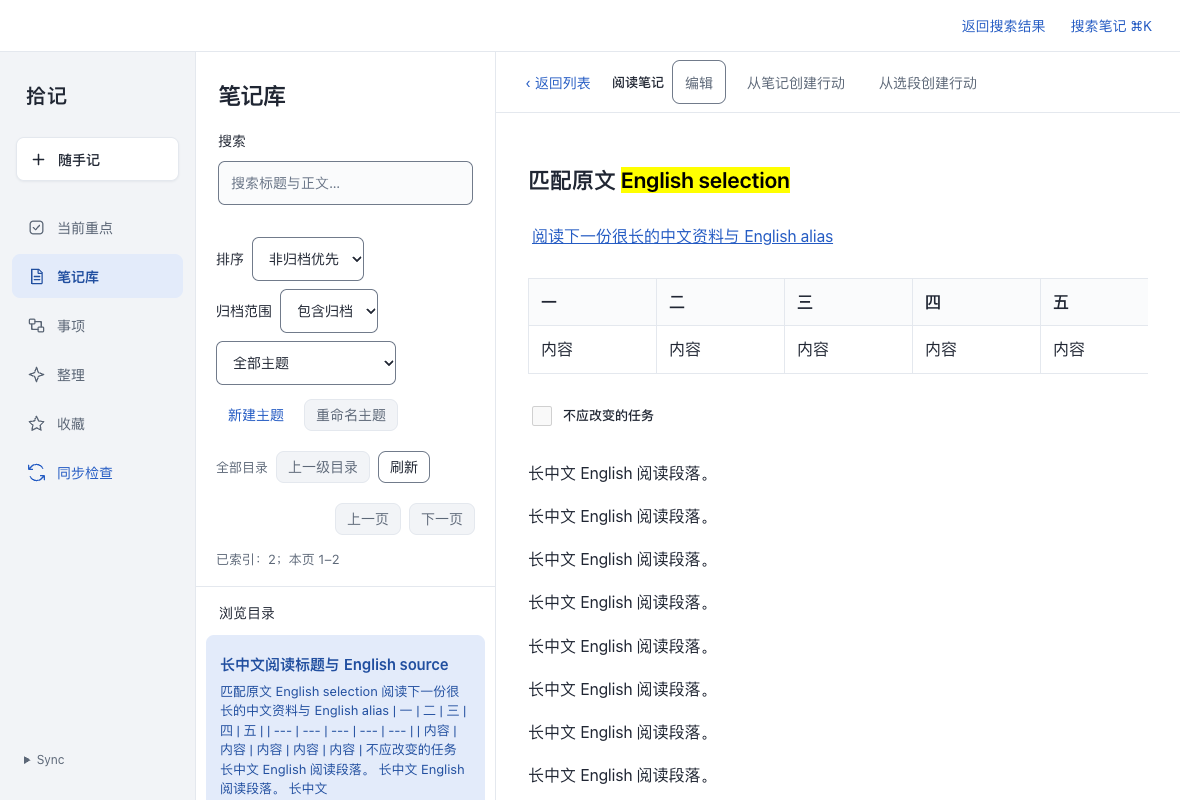 返回搜索结果 搜索笔记 ⌘K
拾记
+ 随手记
当前重点
笔记库
事项
整理
收藏
同步检查
Sync
笔记库
搜索
搜索标题与正文...
排序 非归档优先
归档范围 包含归档
全部主题
新建主题 重命名主题
全部目录 上一级目录 刷新
上一页 下一页
已索引：2；本页 1–2
浏览目录
长中文阅读标题与 English source
匹配原文 English selection 阅读下一份很
长的中文资料与 English alias | 一 | 二 | 三 |
四 | 五 | | --- | --- | --- | --- | --- | | 内容 |
内容 | 内容 | 内容 | 内容 | 不应改变的任务
长中文 English 阅读段落。 长中文 English
阅读段落。 长中文
‹ 返回列表 阅读笔记 编辑 从笔记创建行动 从选段创建行动
匹配原文 English selection
阅读下一份很长的中文资料与 English alias
一 二 三 四 五
内容 内容 内容 内容 内容
不应改变的任务
长中文 English 阅读段落。
长中文 English 阅读段落。
长中文 English 阅读段落。
长中文 English 阅读段落。
长中文 English 阅读段落。
长中文 English 阅读段落。
长中文 English 阅读段落。
长中文 English 阅读段落。